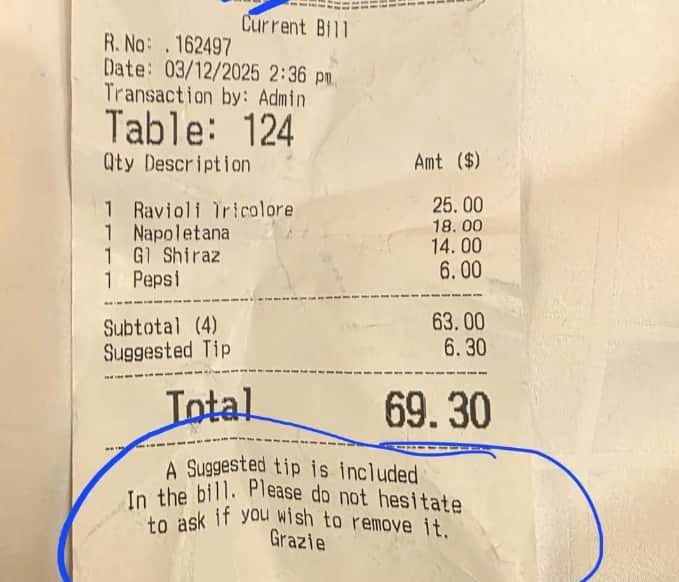 Current Bill
R. No: . 162497
Date: 03/12/2025 2:36 pm
Transaction by: Admin
Table: 124
Qty Description Amt ($)
1 Ravioli Tricolore 25.00
1 Napoletana 18.00
1 Gl Shiraz 14.00
1 Pepsi 6.00
Subtotal (4) 63.00
Suggested Tip 6.30
Total 69.30
A Suggested tip is included
In the bill. Please do not hesitate
to ask if you wish to remove it.
Grazie